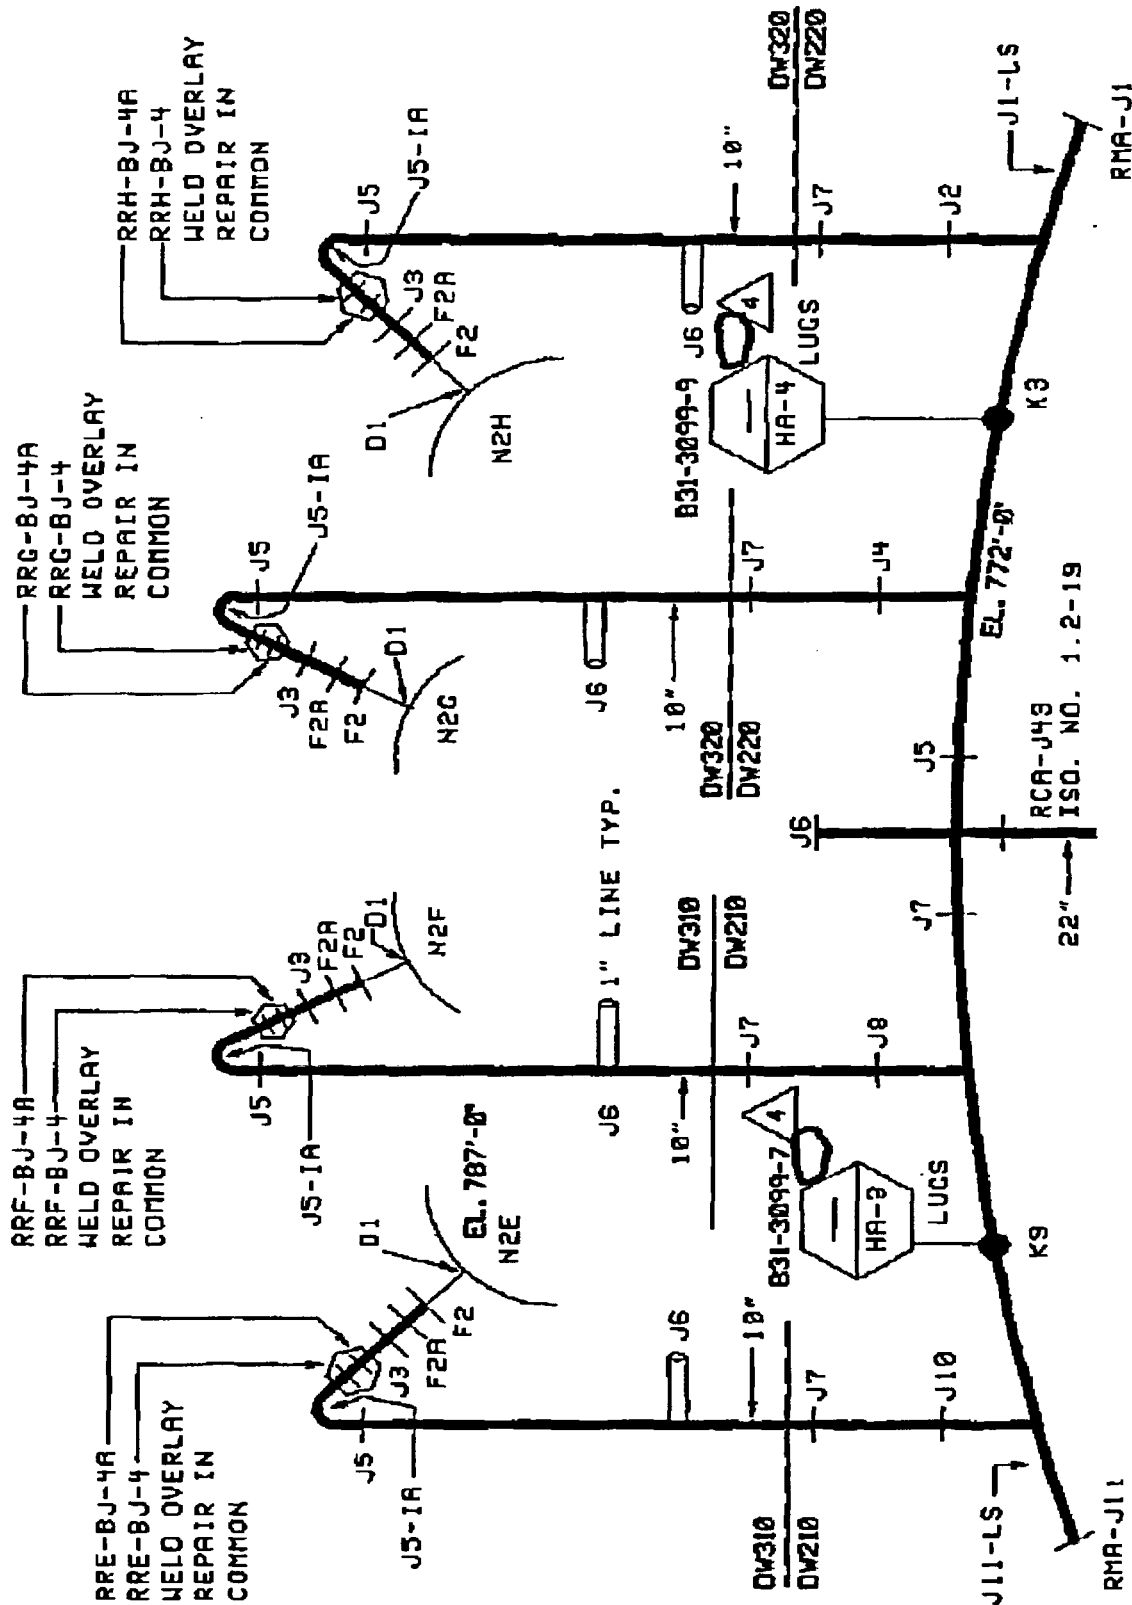 RRE-BJ-4A
RRE-BJ-4
WELD OVERLAY
REPAIR IN
COMMON
J5
J5-IA
J3
F2A
F2
D1
EL. 787'-0"
N2E
J6
10"
DW310
DW210
J7
J10
J11-LS
RMA-J11
RRF-BJ-4A
RRF-BJ-4
WELD OVERLAY
REPAIR IN
COMMON
J5
J5-IA
J3
F2A
F2
D1
N2F
J6
1" LINE TYP.
10"
DW310
DW210
J7
J8
4
B31-3099-7
HA-3
LUGS
K9
J7
J6
22"
RCA-J43
ISO. NO. 1.2-19
J5
RRG-BJ-4A
RRG-BJ-4
WELD OVERLAY
REPAIR IN
COMMON
J5
J5-IA
J3
F2A
F2
D1
N2G
J6
10"
DW320
DW220
J7
J4
EL. 772'-0"
RRH-BJ-4A
RRH-BJ-4
WELD OVERLAY
REPAIR IN
COMMON
J5
J5-IA
J3
F2A
F2
D1
N2H
J6
10"
DW320
DW220
4
B31-3099-9
HA-4
LUGS
J7
J2
K3
J1-LS
RMA-J1